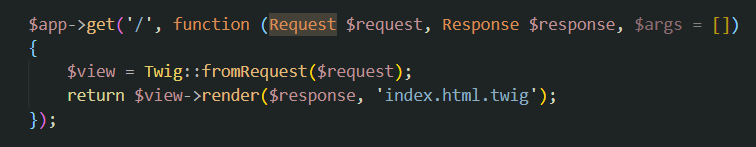 $app->get('/', function (Request $request, Response $response, $args = [])
{
    $view = Twig::fromRequest($request);
    return $view->render($response, 'index.html.twig');
});